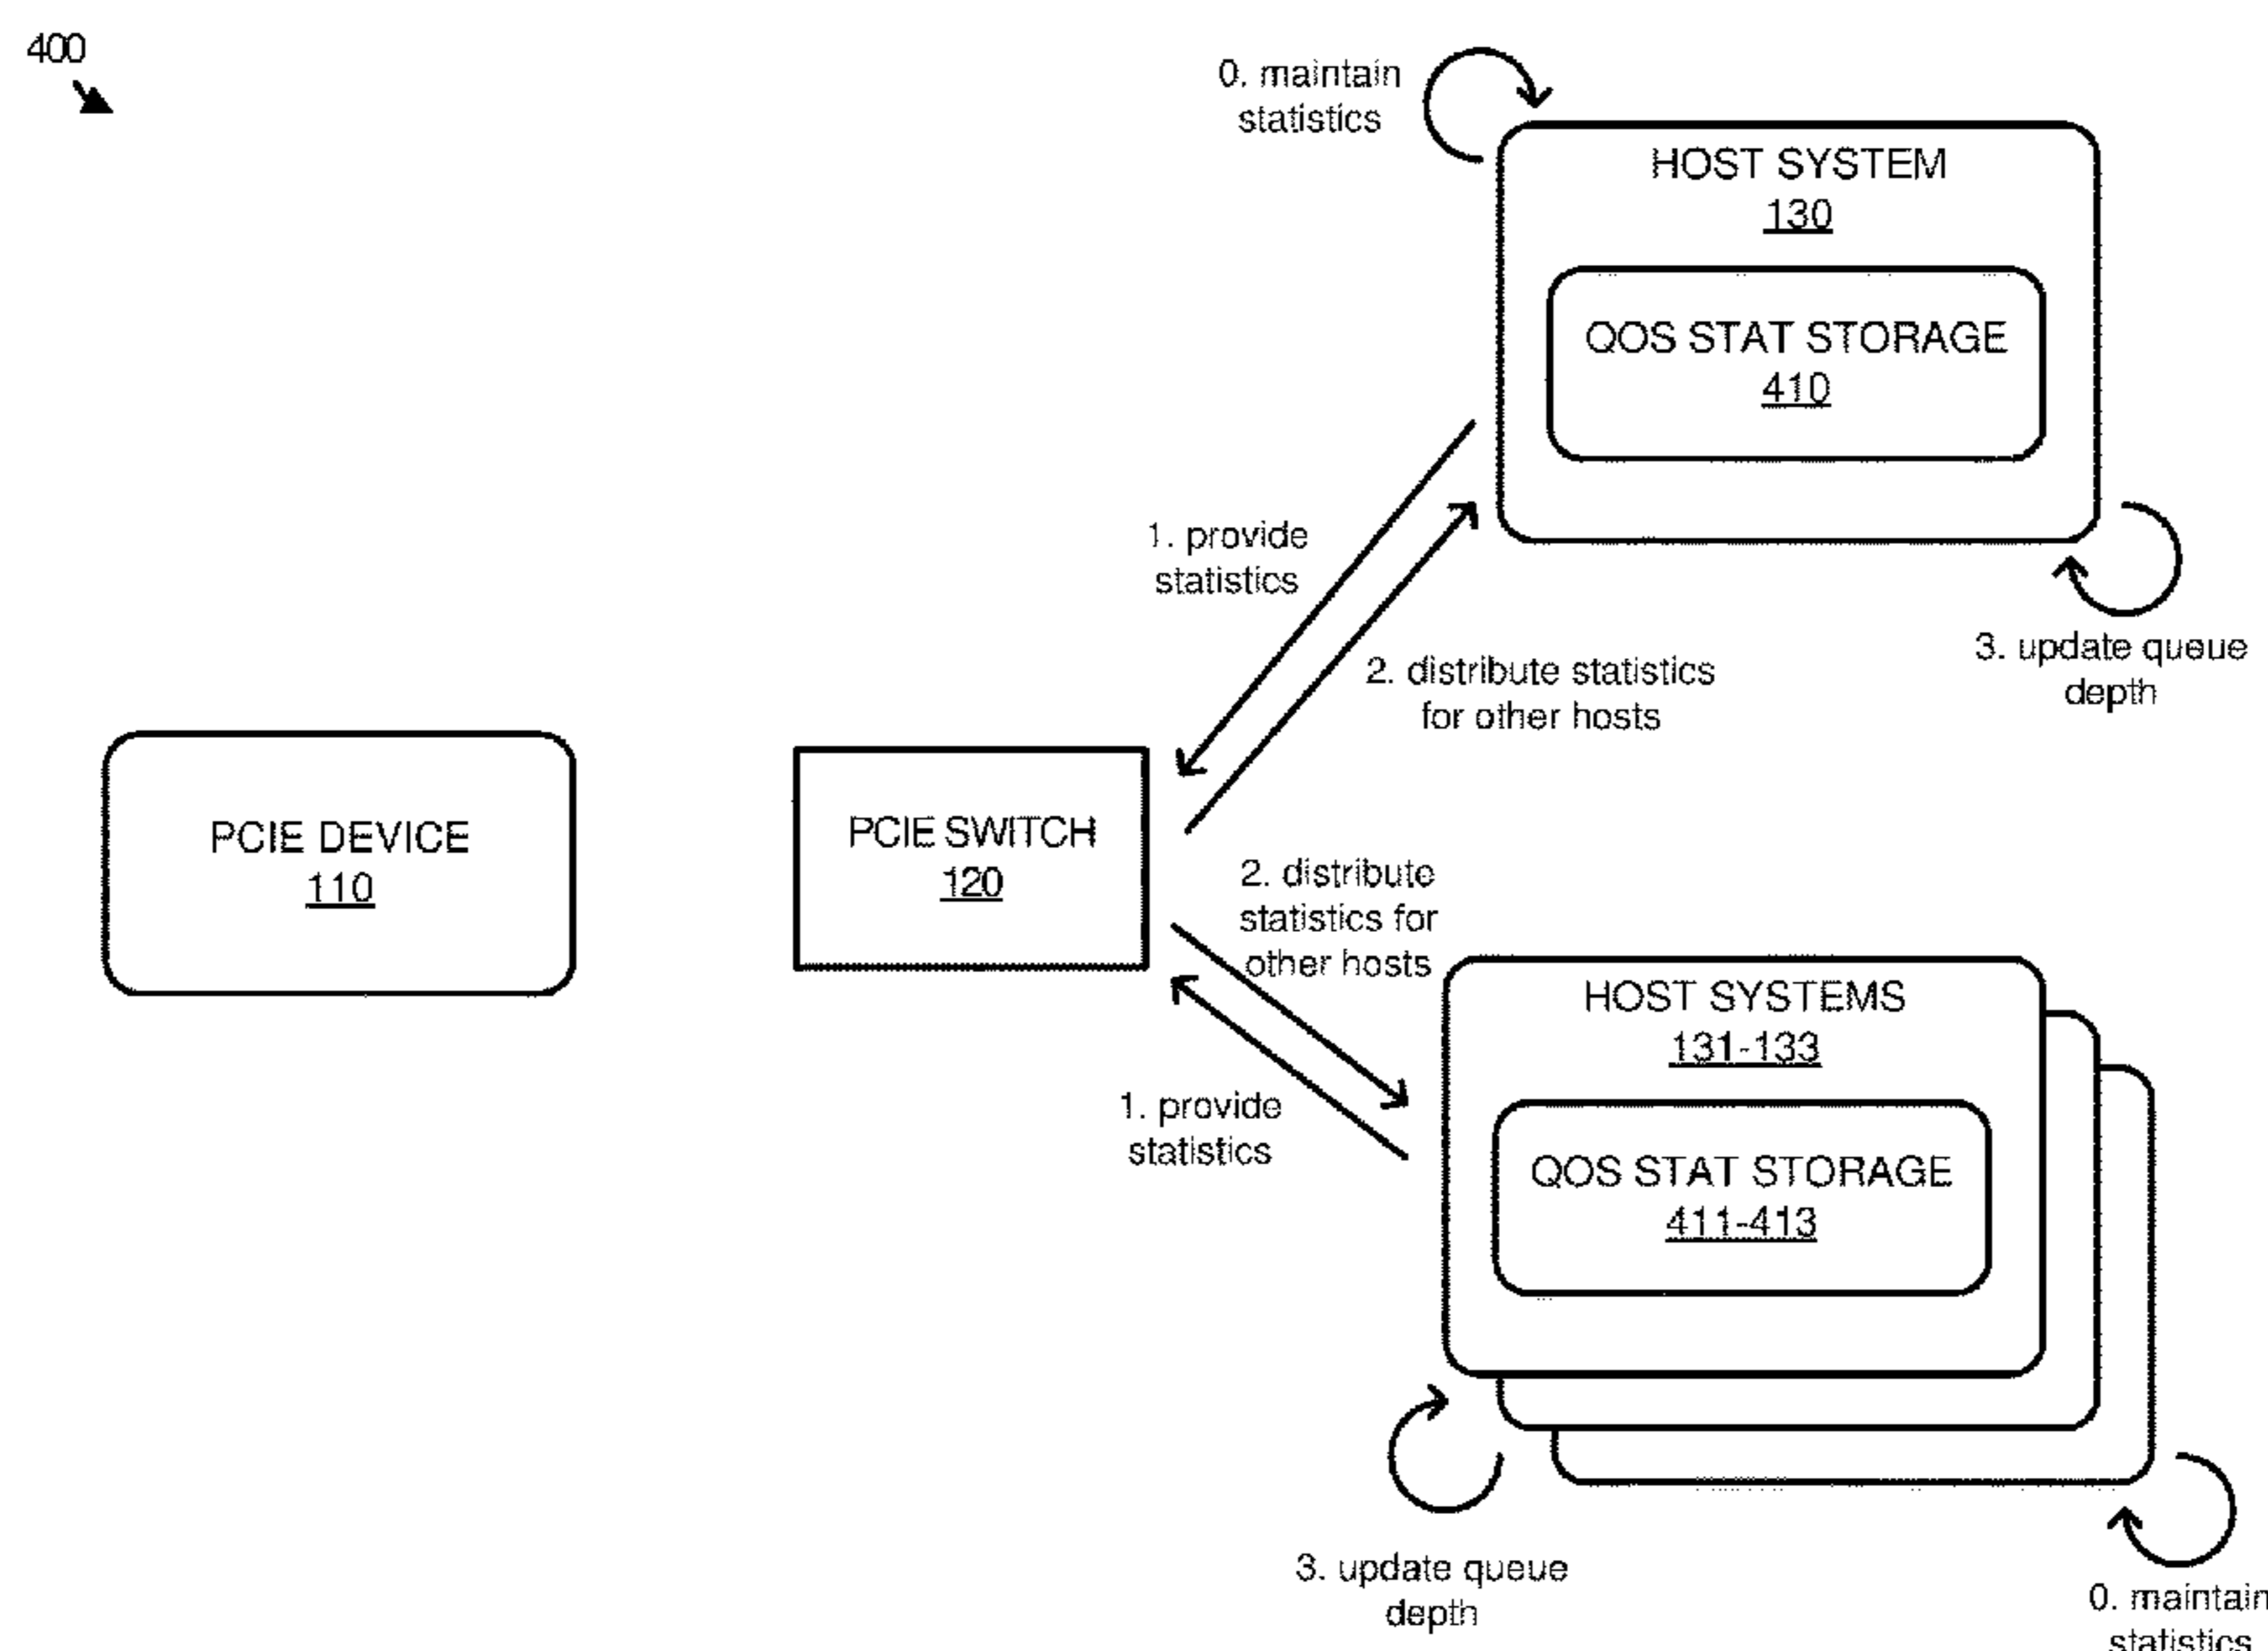 400
0. maintain
statistics
HOST SYSTEM
130
QOS STAT STORAGE
410
1. provide
statistics
2. distribute statistics
for other hosts
3. update queue
depth
PCIE DEVICE
110
PCIE SWITCH
120
2. distribute
statistics for
other hosts
HOST SYSTEMS
131-133
1. provide
statistics
QOS STAT STORAGE
411-413
3. update queue
depth
0. maintain
statistics